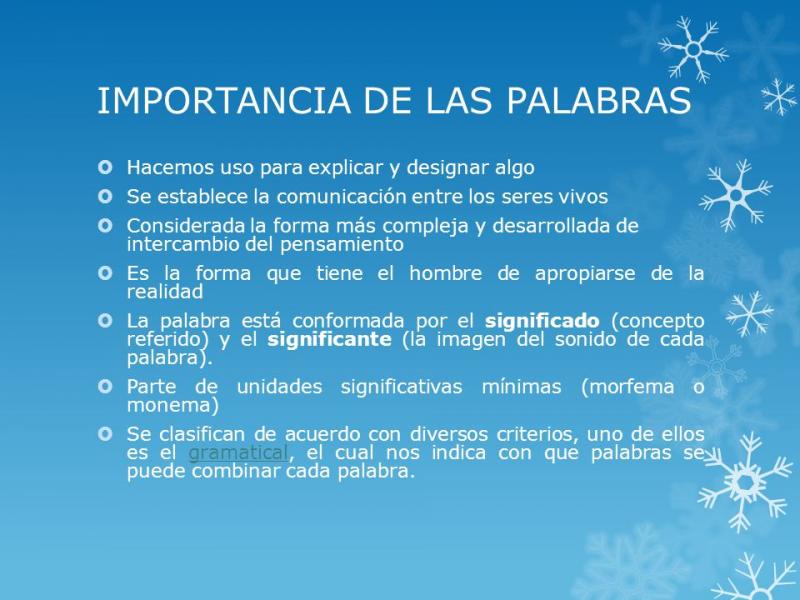 IMPORTANCIA DE LAS PALABRAS
Hacemos uso para explicar y designar algo
Se establece la comunicación entre los seres vivos
Considerada la forma más compleja y desarrollada de
intercambio del pensamiento
Es la forma que tiene el hombre de apropiarse de la
realidad
La palabra está conformada por el significado (concepto
referido) y el significante (la imagen del sonido de cada
palabra).
Parte de unidades significativas mínimas (morfema o
monema)
Se clasifican de acuerdo con diversos criterios, uno de ellos
es el gramatical, el cual nos indica con que palabras se
puede combinar cada palabra.